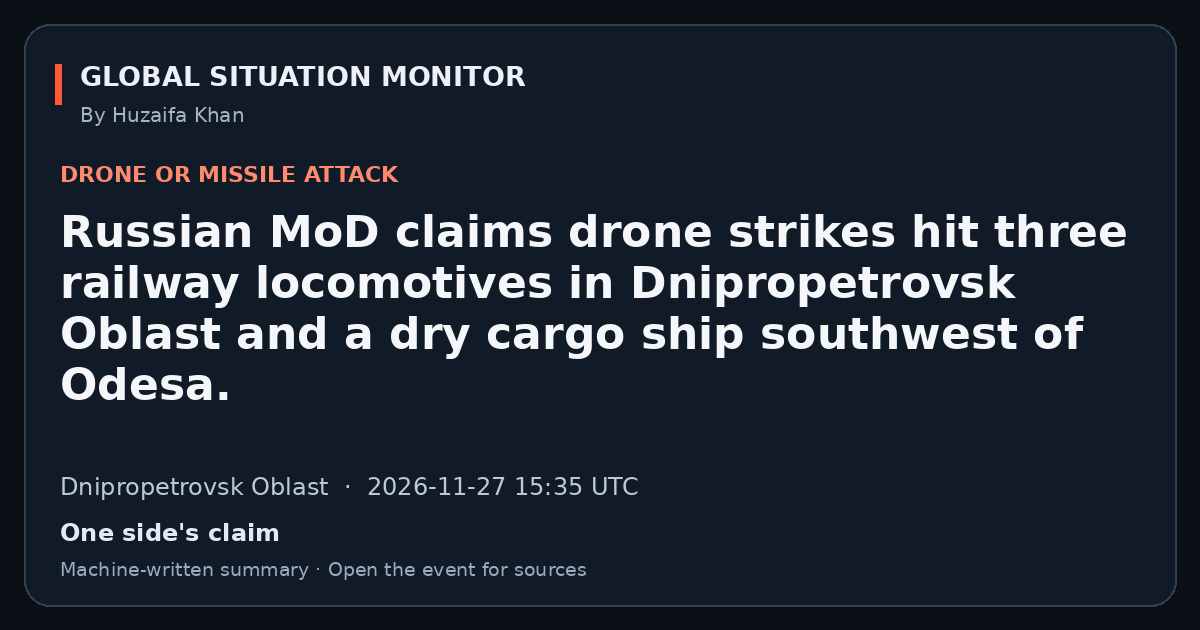 GLOBAL SITUATION MONITOR
By Huzaifa Khan
DRONE OR MISSILE ATTACK
Russian MoD claims drone strikes hit three
railway locomotives in Dnipropetrovsk
Oblast and a dry cargo ship southwest of
Odesa.
Dnipropetrovsk Oblast · 2026-11-27 15:35 UTC
One side's claim
Machine-written summary · Open the event for sources